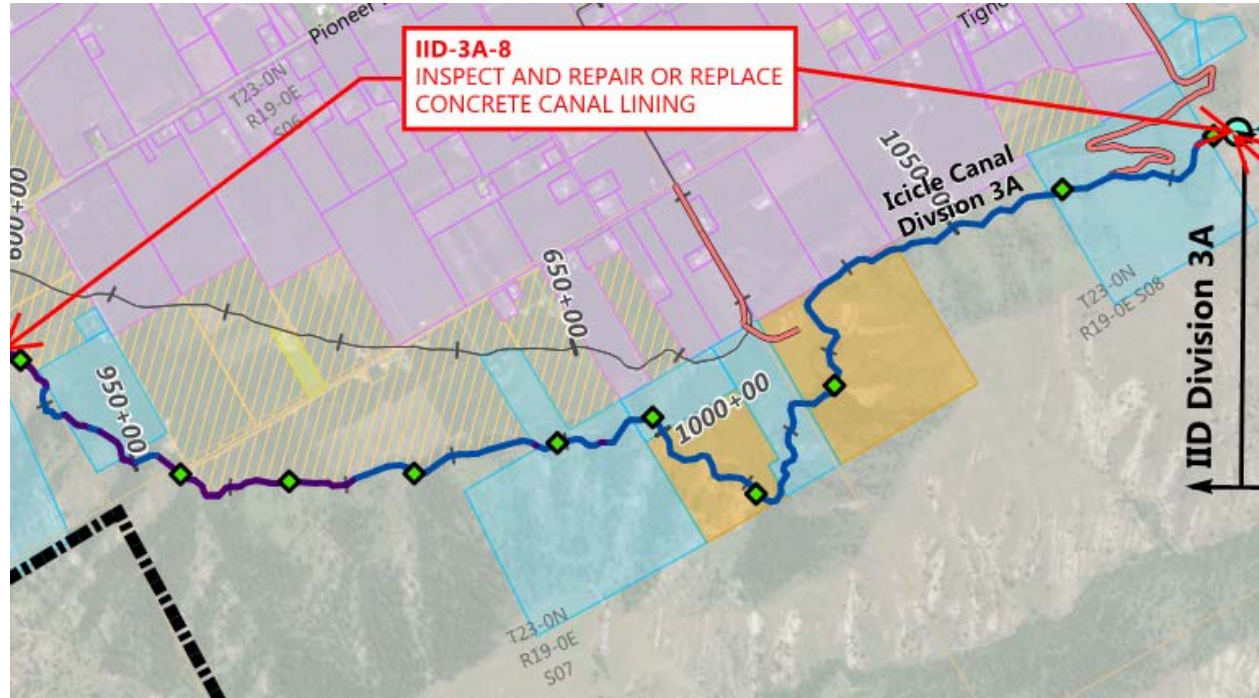 Pioneer
Tigno
IID-3A-8
INSPECT AND REPAIR OR REPLACE
CONCRETE CANAL LINING
T23-0N
R19-0E
S06
600+00
650+00
950+00
1000+00
1050+00
Icicle Canal
Divsion 3A
T23-0N
R19-0E S08
IID Division 3A
T23-0N
R19-0E
S07